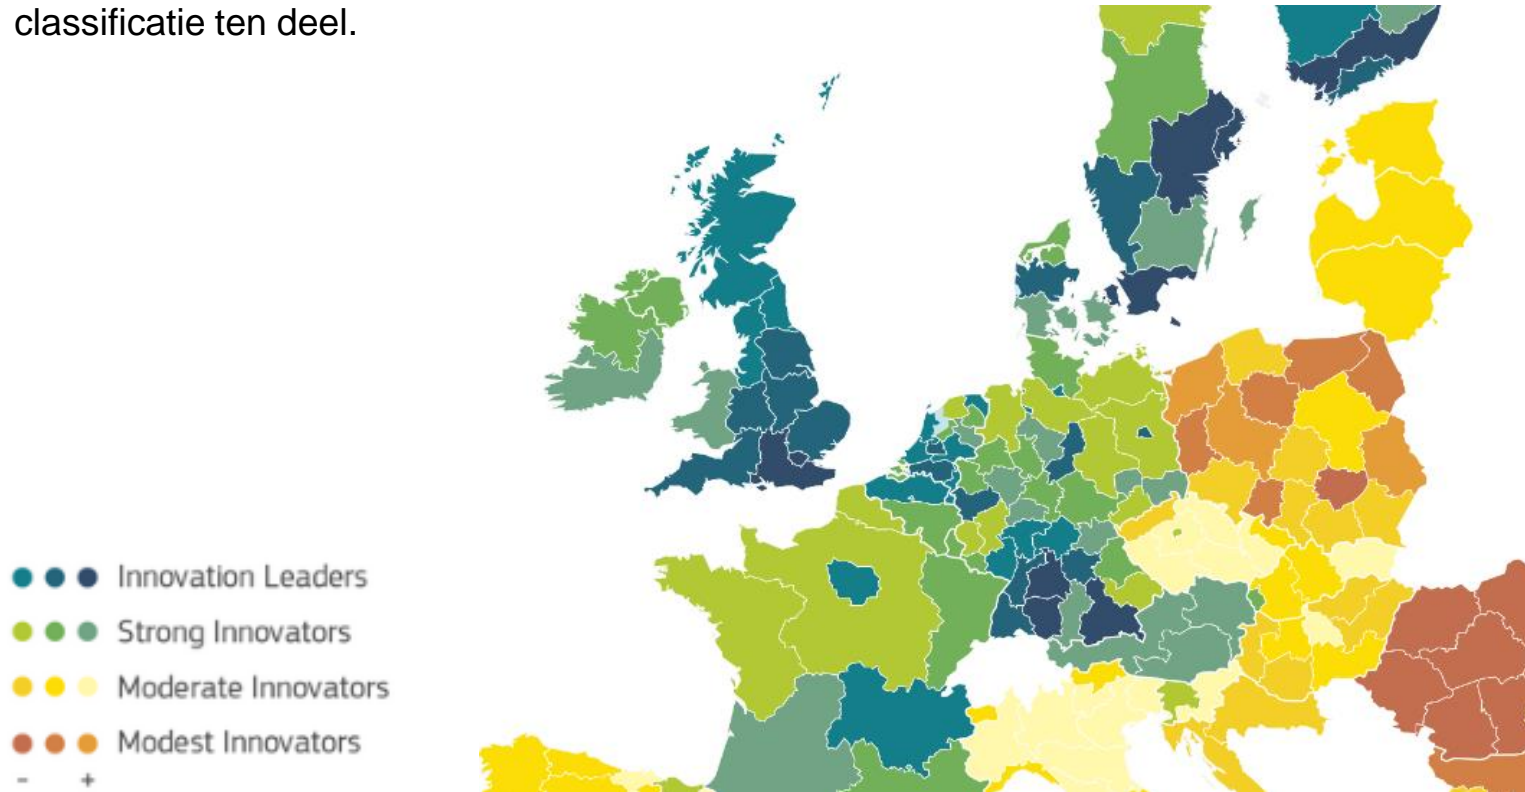 classificatie ten deel.
Innovation Leaders
Strong Innovators
Moderate Innovators
Modest Innovators
- +